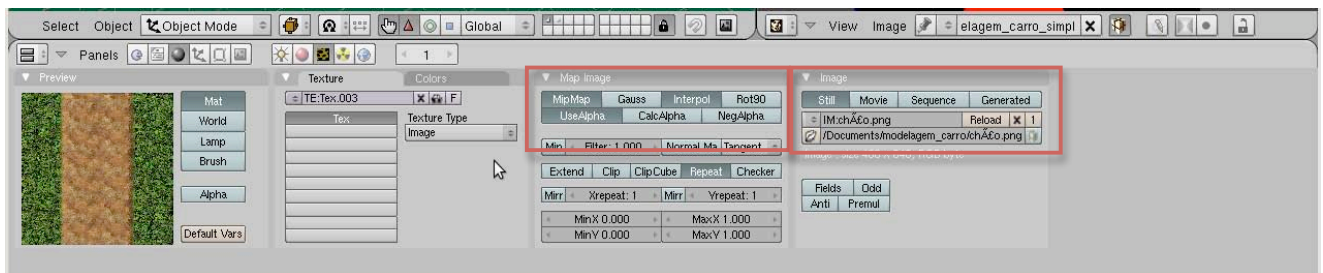 Select Object Object Mode Global View Image elagem_carro_simpl
Panels 1
Preview Texture Colors Map Image Image
Mat TE:Tex.003 F MipMap Gauss Interpol Rot90 Still Movie Sequence Generated
World Tex Texture Type UseAlpha CalcAlpha NegAlpha IM:chÃ£o.png Reload 1
Lamp Image /Documents/modelagem_carro/chÃ£o.png
Brush Min Filter: 1.000 Normal Ma Tangent
Extend Clip ClipCube Repeat Checker
Alpha Mirr Xrepeat: 1 Mirr Yrepeat: 1 Fields Odd
Anti Premul
MinX 0.000 MaxX 1.000
Default Vars MinY 0.000 MaxY 1.000